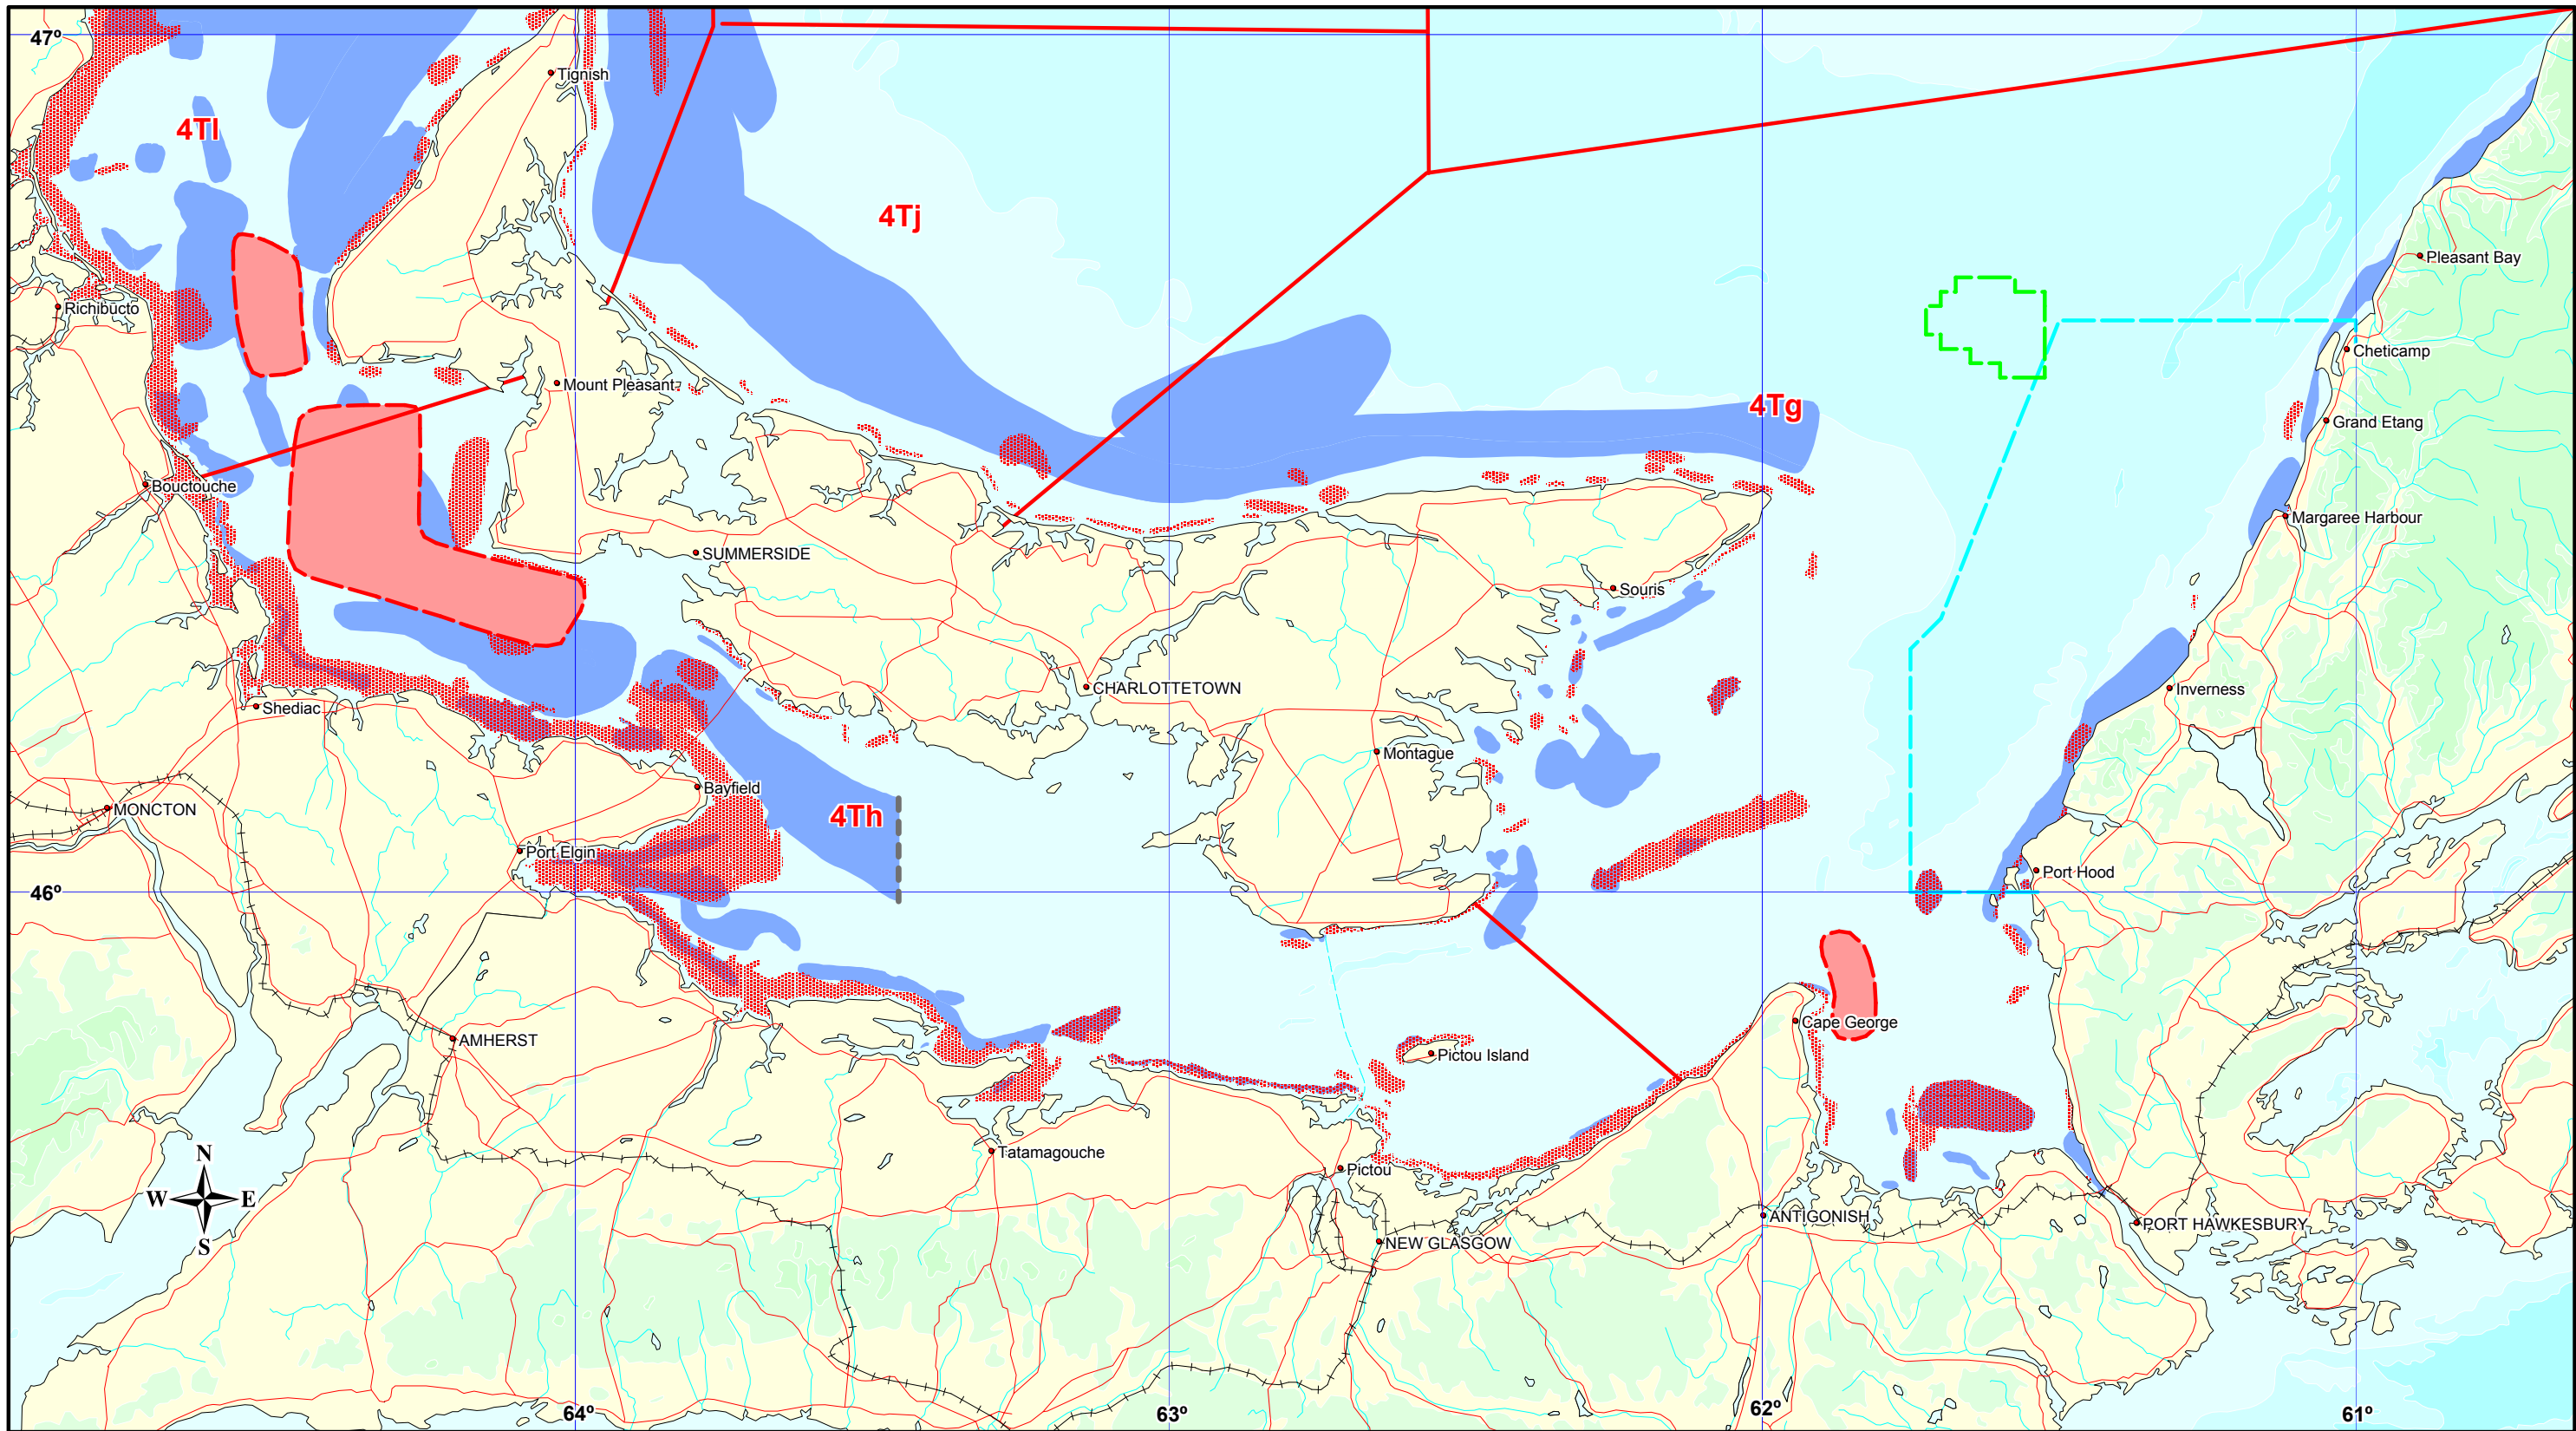 47º
Tignish
4Tl
4Tj
Pleasant Bay
Richibucto
Cheticamp
Mount Pleasant
4Tg
Grand Etang
Bouctouche
Margaree Harbour
SUMMERSIDE
Souris
CHARLOTTETOWN
Inverness
Shediac
Montague
Bayfield
MONCTON
4Th
Port Elgin
Port Hood
46º
Cape George
AMHERST
Pictou Island
N
Tatamagouche
Pictou
W
E
ANTIGONISH
PORT HAWKESBURY
S
NEW GLASGOW
64º
63º
62º
61º